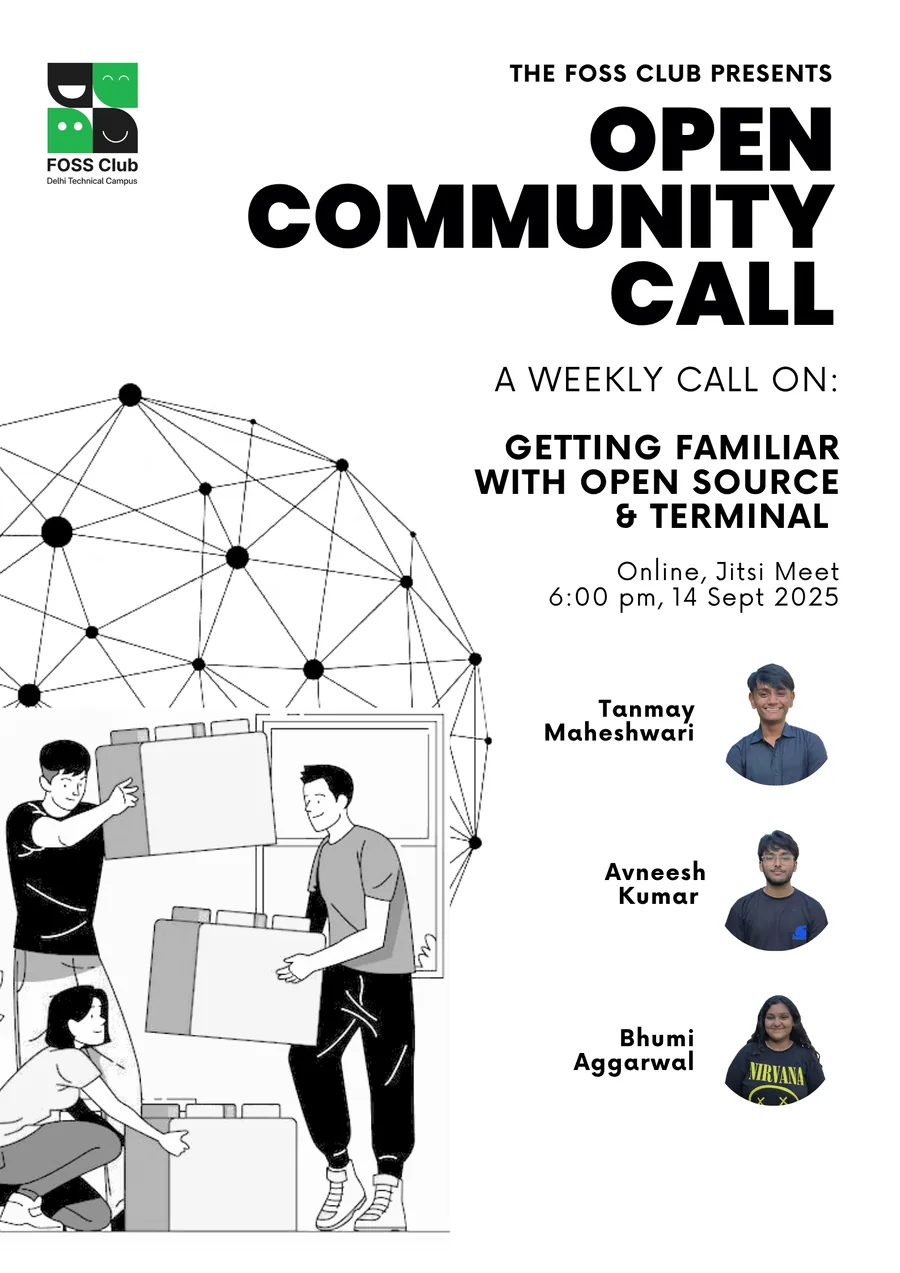 FOSS Club
Delhi Technical Campus
THE FOSS CLUB PRESENTS
OPEN
COMMUNITY
CALL
A WEEKLY CALL ON:
GETTING FAMILIAR
WITH OPEN SOURCE
& TERMINAL
Online, Jitsi Meet
6:00 pm, 14 Sept 2025
Tanmay
Maheshwari
Avneesh
Kumar
Bhumi
Aggarwal
NIRVANA